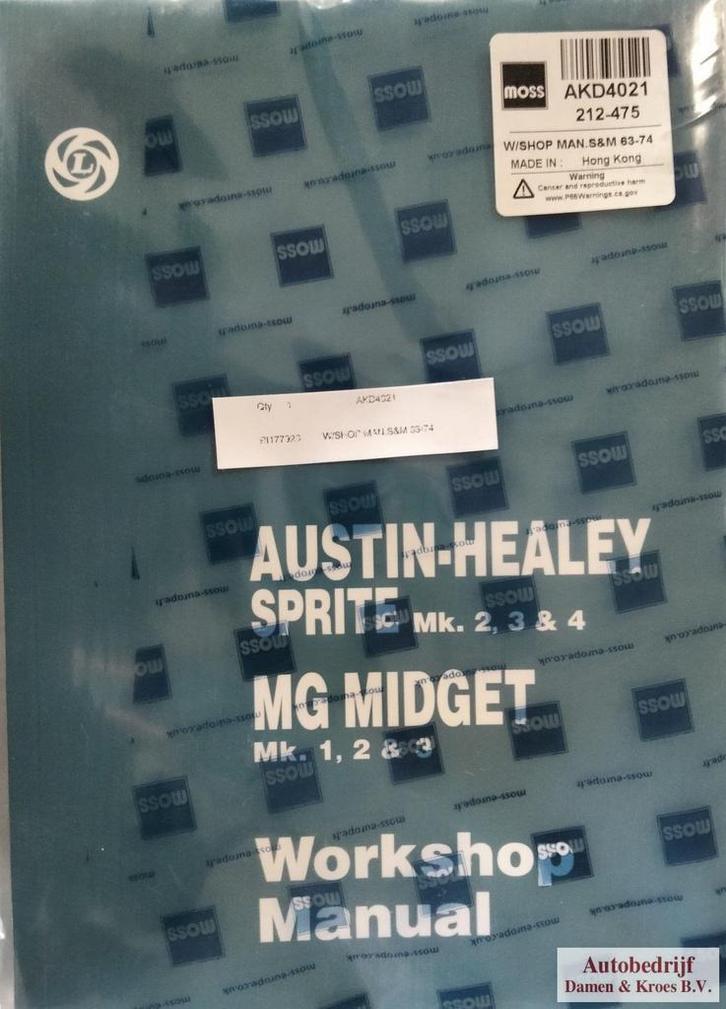 moss
AKD4021
212-475
W/SHOP MAN.S&M 63-74
MADE IN : Hong Kong
Warning
Cancer and reproductive harm
www.P65Warnings.ca.gov
L
Qty 1 AKD4021
W/SHOP MAN.S&M 63-74
AUSTIN-HEALEY
SPRITE Mk. 2, 3 & 4
MG MIDGET
Mk. 1, 2 & 3
Workshop
Manual
Autobedrijf
Damen & Kroes B.V.